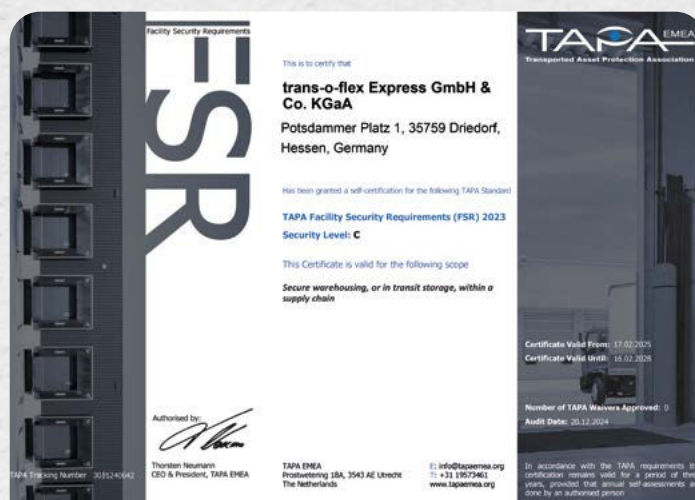 Facility Security Requirements
FSR
This is to certify that
trans-o-flex Express GmbH &
Co. KGaA
Potsdammer Platz 1, 35759 Driedorf,
Hessen, Germany
Has been granted a self-certification for the following TAPA Standard
TAPA Facility Security Requirements (FSR) 2023
Security Level: C
This Certificate is valid for the following scope
Secure warehousing, or in transit storage, within a
supply chain
Authorised by:
Thorsten Neumann
CEO & President, TAPA EMEA
TAPA EMEA
Prostwetering 18A, 3543 AE Utrecht
The Netherlands
E: info@tapaemea.org
T: +31 19573461
www.tapaemea.org
TAPA Tracking Number
TAPA EMEA
Transported Asset Protection Association
Certificate Valid From: 17.02.2025
Certificate Valid Until: 16.02.2028
Number of TAPA Waivers Approved: 0
Audit Date: 20.12.2024
In accordance with the TAPA requirements
certification remains valid for a period of
years, provided that annual self-assessments
done by an authorised person